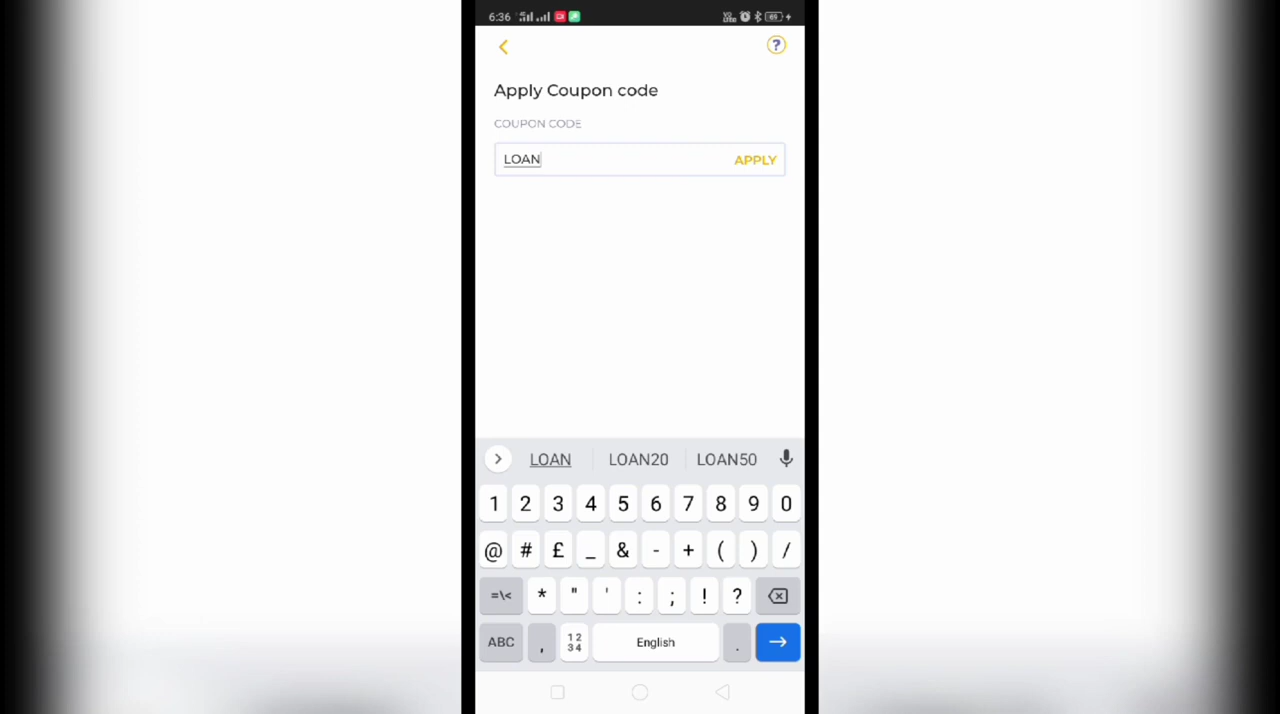 6:36
Apply Coupon code
COUPON CODE
LOAN APPLY
LOAN LOAN20 LOAN50
1 2 3 4 5 6 7 8 9 0
@ # £ _ & - + ( ) /
=\< * " ' : ; ! ?
ABC , 12 34 English .